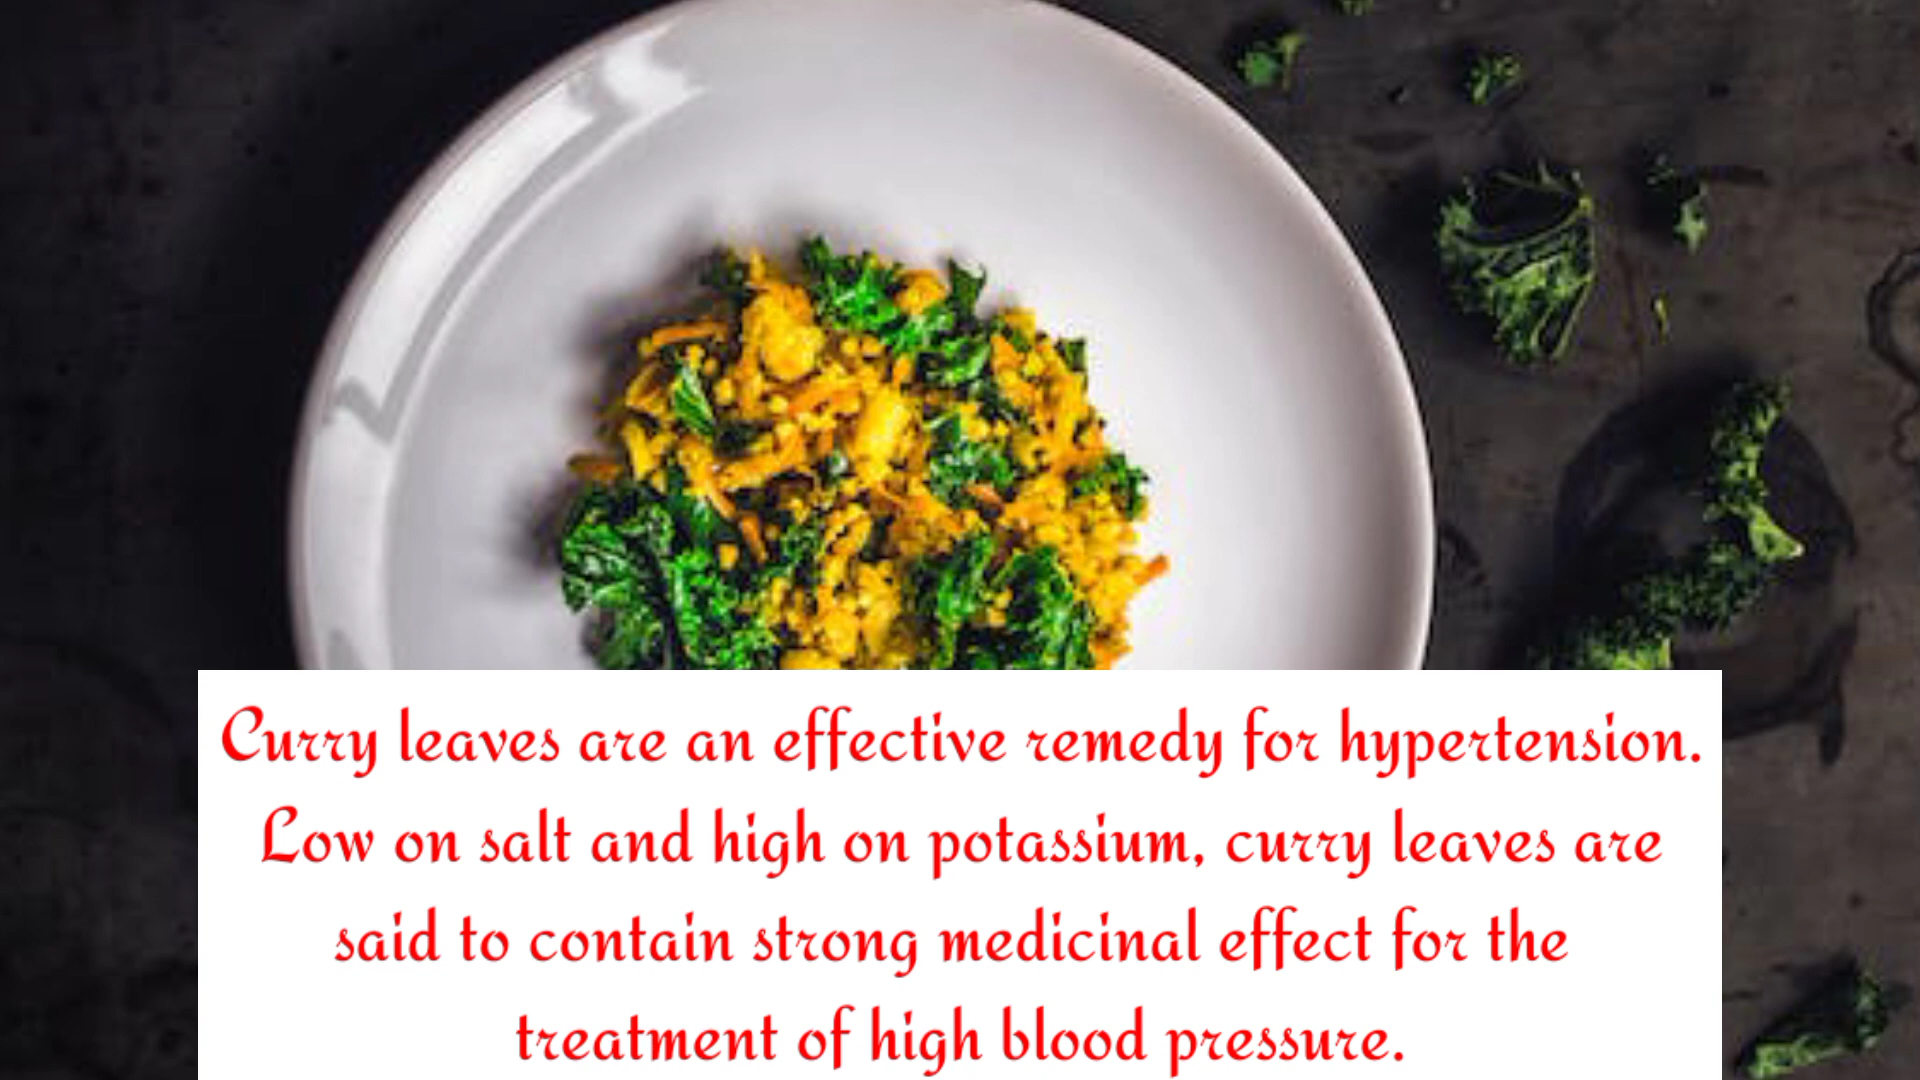 Curry leaves are an effective remedy for hypertension.
Low on salt and high on potassium, curry leaves are
said to contain strong medicinal effect for the
treatment of high blood pressure.